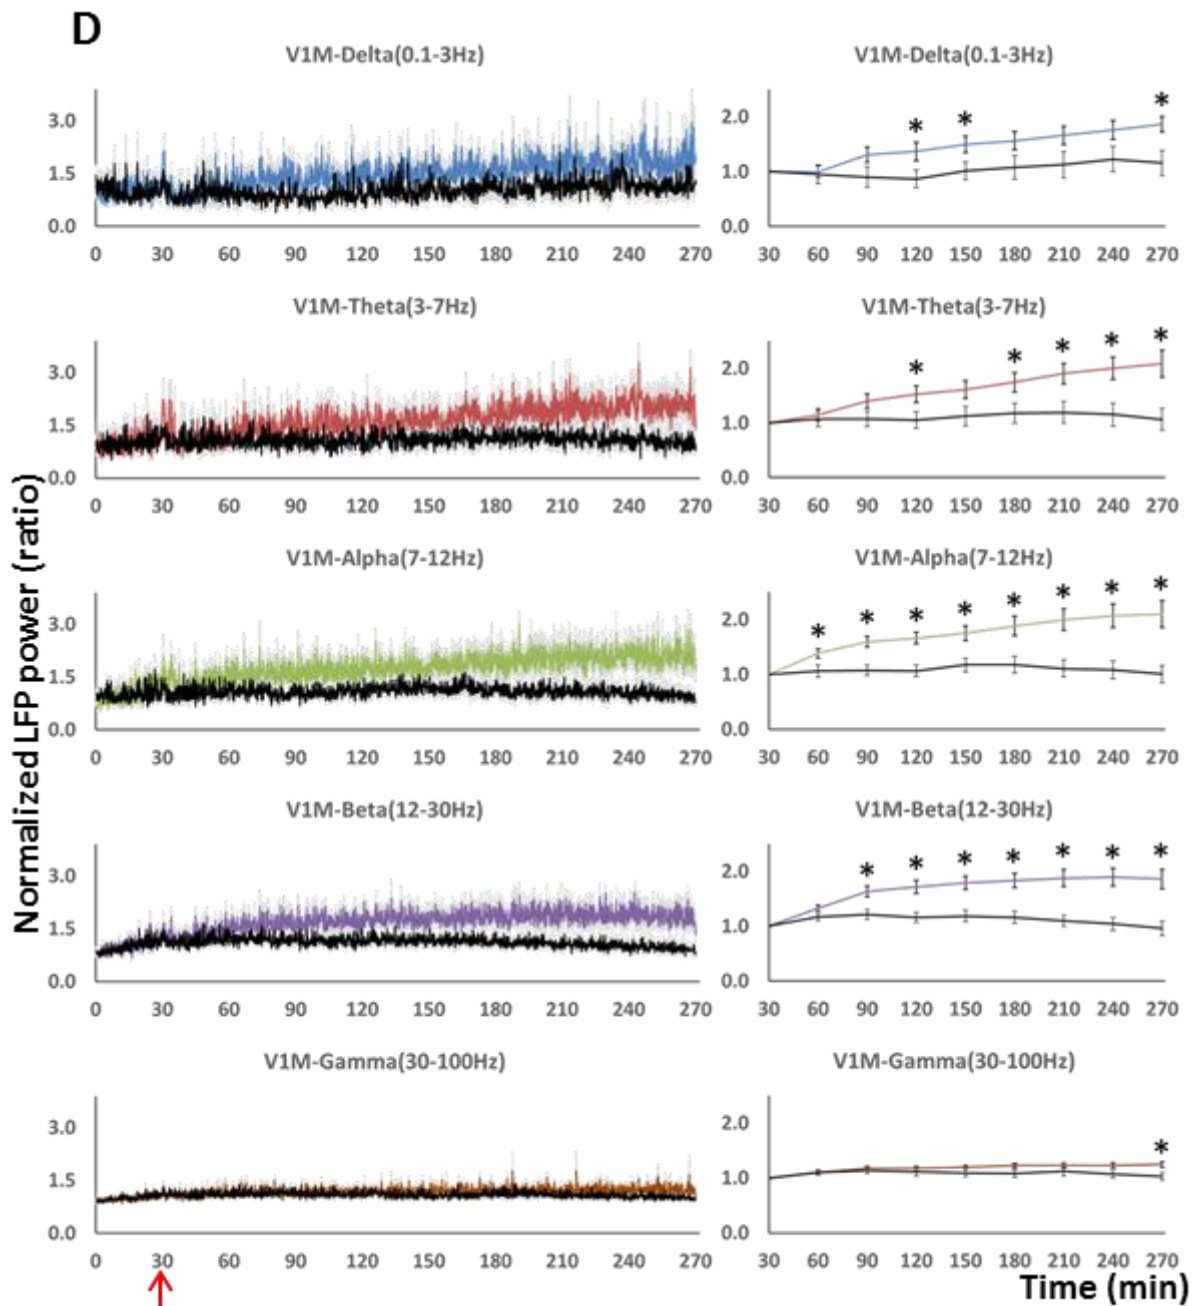 D
V1M-Delta(0.1-3Hz)
3.0
1.5
0.0
0 30 60 90 120 150 180 210 240 270
V1M-Delta(0.1-3Hz)
2.0
1.0
0.0
* * *
30 60 90 120 150 180 210 240 270
V1M-Theta(3-7Hz)
3.0
1.5
0.0
0 30 60 90 120 150 180 210 240 270
V1M-Theta(3-7Hz)
2.0
1.0
0.0
* * * * *
30 60 90 120 150 180 210 240 270
V1M-Alpha(7-12Hz)
3.0
1.5
0.0
0 30 60 90 120 150 180 210 240 270
V1M-Alpha(7-12Hz)
2.0
1.0
0.0
* * * * * * * *
30 60 90 120 150 180 210 240 270
V1M-Beta(12-30Hz)
3.0
1.5
0.0
0 30 60 90 120 150 180 210 240 270
V1M-Beta(12-30Hz)
2.0
1.0
0.0
* * * * * * *
30 60 90 120 150 180 210 240 270
V1M-Gamma(30-100Hz)
3.0
1.5
0.0
0 30 60 90 120 150 180 210 240 270
V1M-Gamma(30-100Hz)
2.0
1.0
0.0
*
30 60 90 120 150 180 210 240 270
Normalized LFP power (ratio)
Time (min)